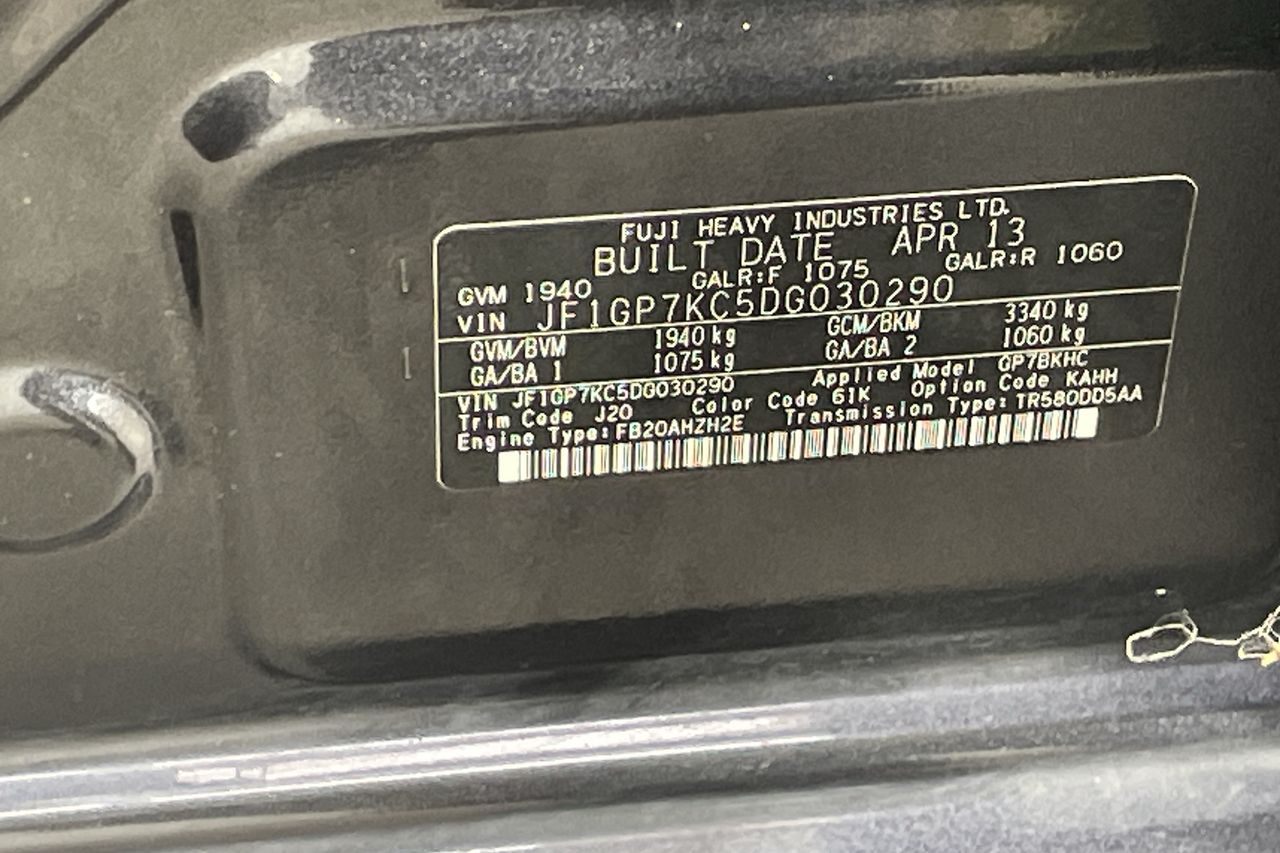 FUJI HEAVY INDUSTRIES LTD.
BUILT DATE APR 13
GVM 1940 GALR:F 1075 GALR:R 1060
VIN JF1GP7KC5DG030290
GVM/BVM 1940 kg GCM/BKM 3340 kg
GA/BA 1 1075 kg GA/BA 2 1060 kg
VIN JF1GP7KC5DG030290 Applied Model GP7BKHC
Trim Code J20 Color Code 61K Option Code KAHH
Engine Type: FB20AHZH2E Transmission Type: TR580DD5AA